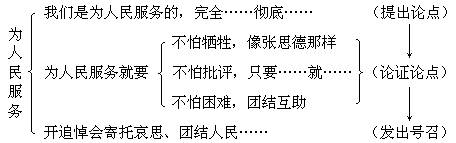 为人民服务
我们是为人民服务的，完全……彻底…… （提出论点）
不怕牺牲，像张思德那样
为人民服务就要 不怕批评，只要……就…… （论证论点）
不怕困难，团结互助
开追悼会寄托哀思、团结人民…… （发出号召）